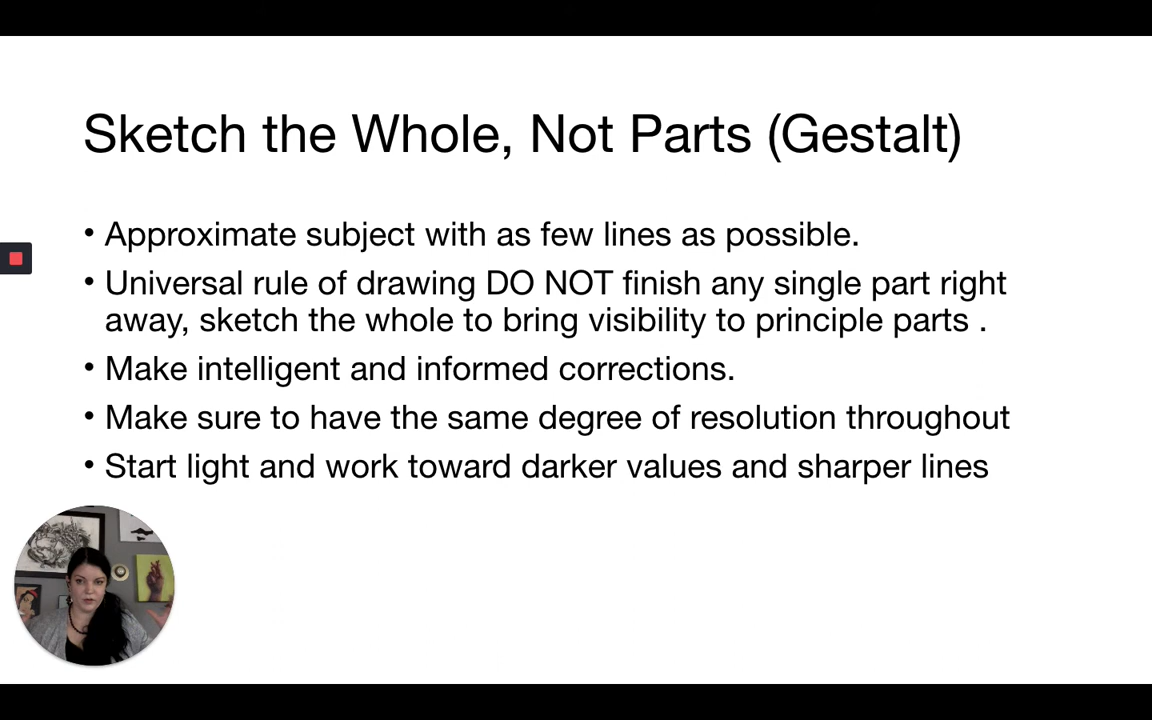 Sketch the Whole, Not Parts (Gestalt)
• Approximate subject with as few lines as possible.
• Universal rule of drawing DO NOT finish any single part right
away, sketch the whole to bring visibility to principle parts .
• Make intelligent and informed corrections.
• Make sure to have the same degree of resolution throughout
• Start light and work toward darker values and sharper lines